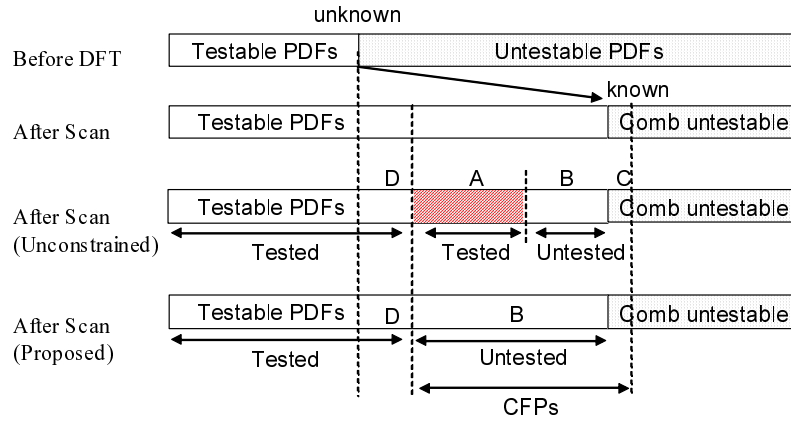 unknown
Before DFT
Testable PDFs
Untestable PDFs
known
After Scan
Testable PDFs
Comb untestable
D
A
B
C
After Scan
(Unconstrained)
Testable PDFs
Comb untestable
Tested
Tested
Untested
After Scan
(Proposed)
Testable PDFs
D
B
Comb untestable
Tested
Untested
CFPs